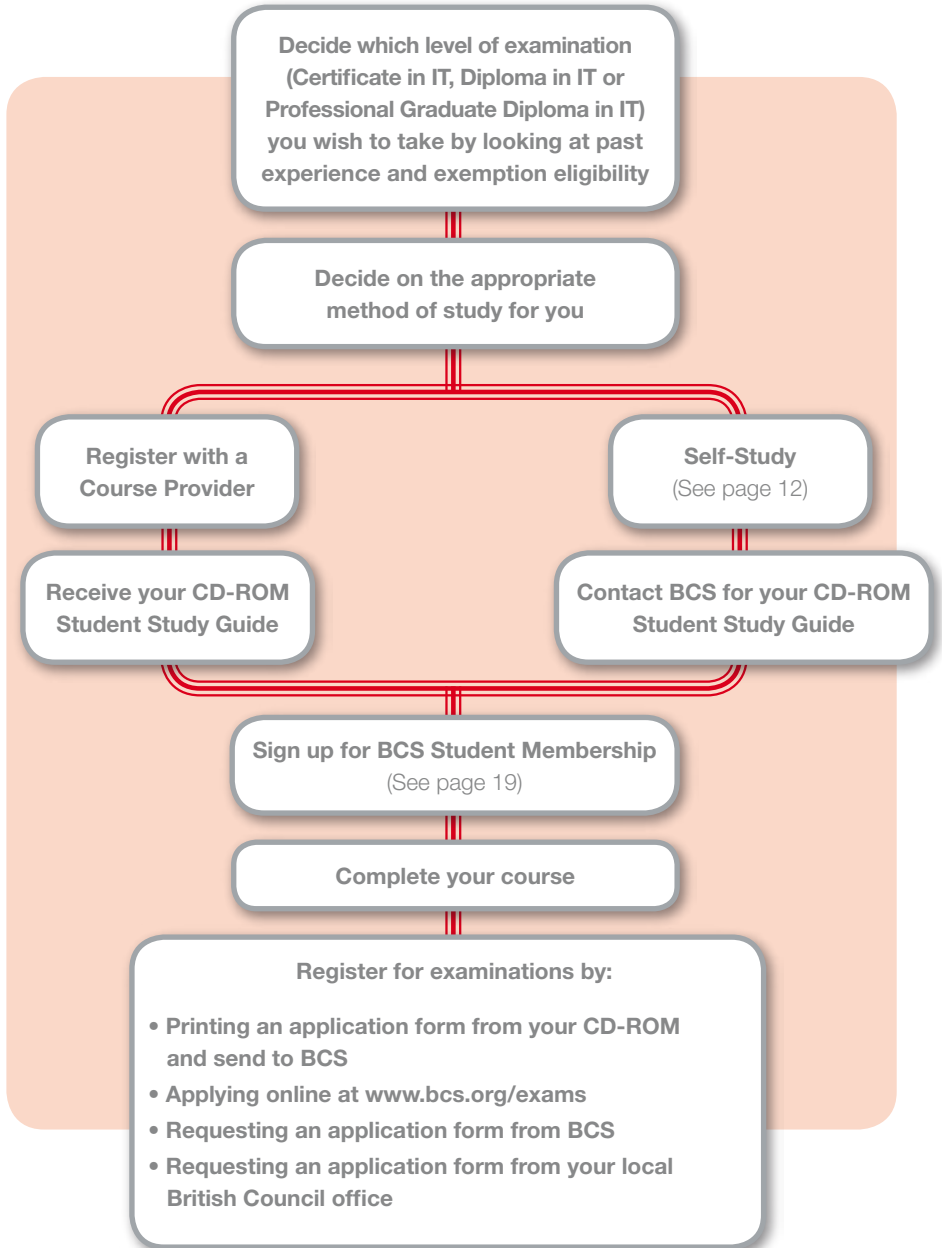 Decide which level of examination
(Certificate in IT, Diploma in IT or
Professional Graduate Diploma in IT)
you wish to take by looking at past
experience and exemption eligibility
Decide on the appropriate
method of study for you
Register with a
Course Provider
Self-Study
(See page 12)
Receive your CD-ROM
Student Study Guide
Contact BCS for your CD-ROM
Student Study Guide
Sign up for BCS Student Membership
(See page 19)
Complete your course
Register for examinations by:
• Printing an application form from your CD-ROM
and send to BCS
• Applying online at www.bcs.org/exams
• Requesting an application form from BCS
• Requesting an application form from your local
British Council office